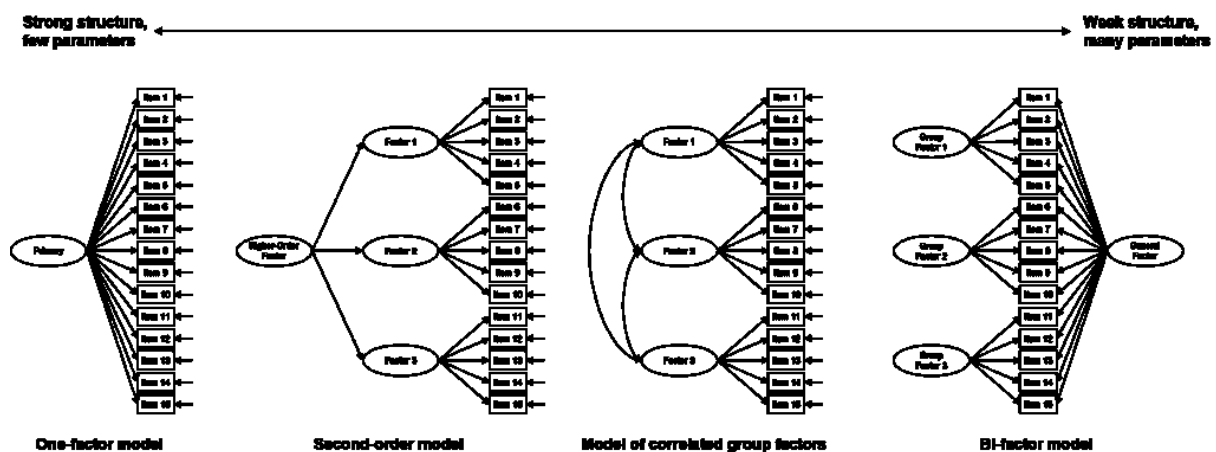 Strong structure,
few parameters
Weak structure,
many parameters
Item 1
Item 2
Item 3
Item 4
Item 5
Item 6
Item 7
Item 8
Item 9
Item 10
Item 11
Item 12
Item 13
Item 14
Item 15
Primary
One-factor model
Higher-Order
Factor
Factor 1
Factor 2
Factor 3
Item 1
Item 2
Item 3
Item 4
Item 5
Item 6
Item 7
Item 8
Item 9
Item 10
Item 11
Item 12
Item 13
Item 14
Item 15
Second-order model
Factor 1
Factor 2
Factor 3
Item 1
Item 2
Item 3
Item 4
Item 5
Item 6
Item 7
Item 8
Item 9
Item 10
Item 11
Item 12
Item 13
Item 14
Item 15
Model of correlated group factors
Group
Factor 1
Group
Factor 2
Group
Factor 3
Item 1
Item 2
Item 3
Item 4
Item 5
Item 6
Item 7
Item 8
Item 9
Item 10
Item 11
Item 12
Item 13
Item 14
Item 15
General
Factor
Bi-factor model